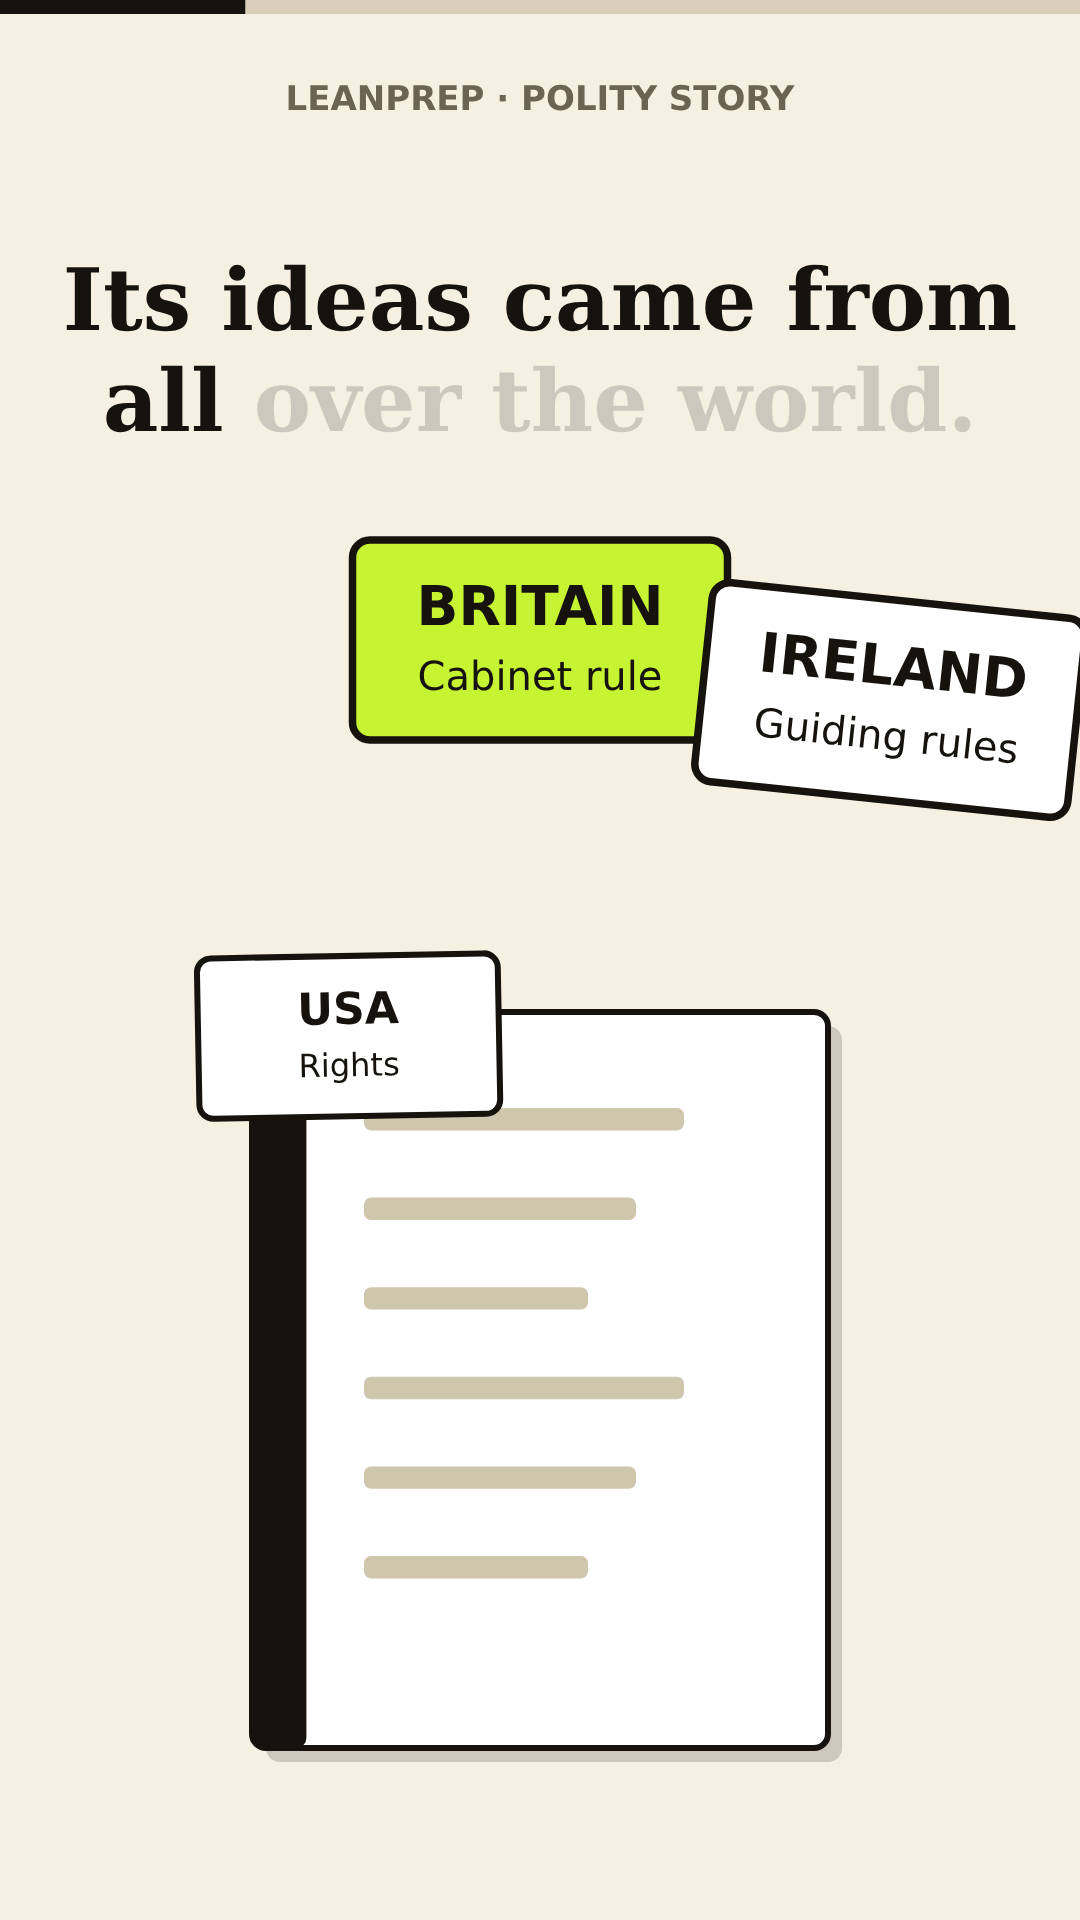 LEANPREP · POLITY STORY
Its ideas came from
all over the world.
BRITAIN
Cabinet rule
IRELAND
Guiding rules
USA
Rights